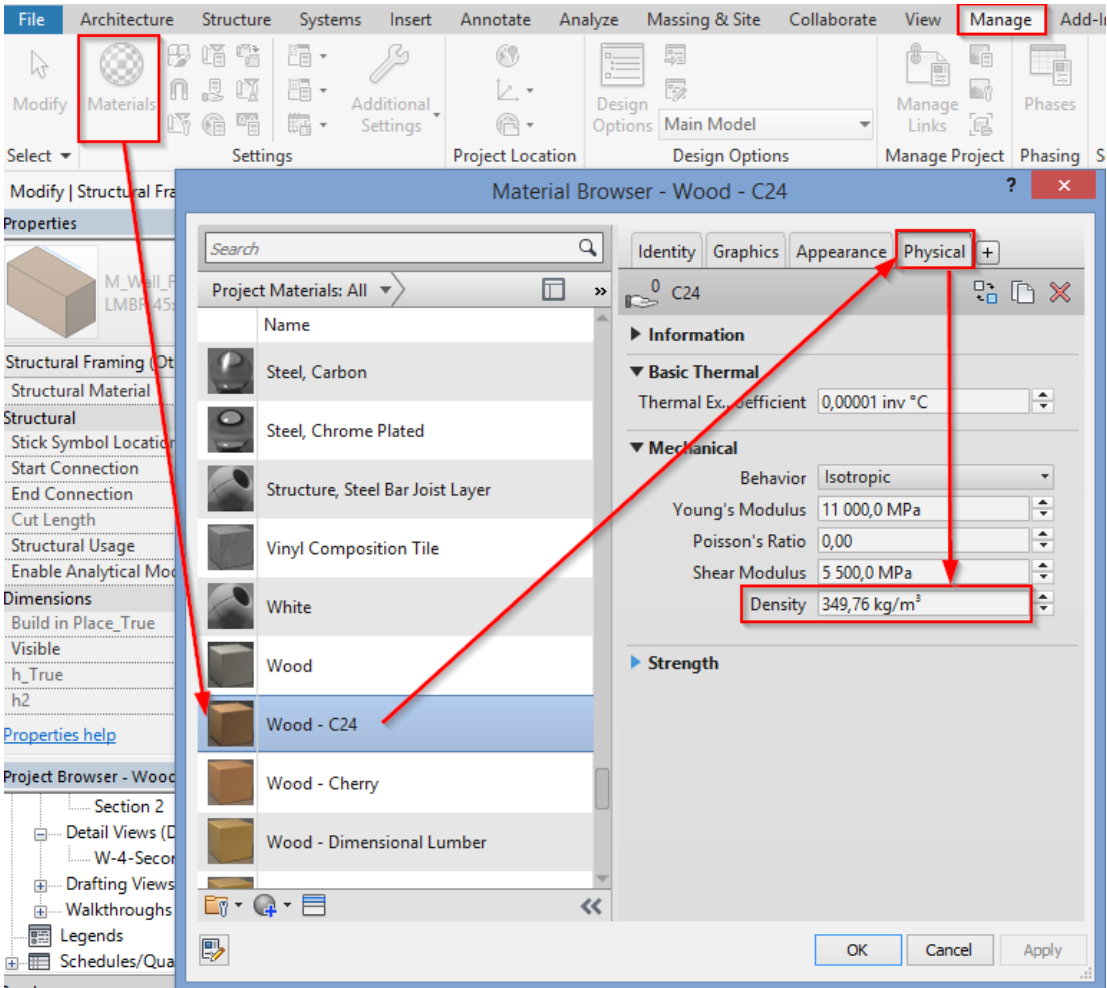 File Architecture Structure Systems Insert Annotate Analyze Massing & Site Collaborate View Manage Add-I
Modify Materials Additional Settings Design Options Main Model Manage Links Phases
Select Settings Project Location Design Options Manage Project Phasing S
Modify | Structural Fra
Material Browser - Wood - C24 ?
Properties
M_Wall_F
LMBF 45x
Structural Framing (Ot
Structural Material
Structural
Stick Symbol Location
Start Connection
End Connection
Cut Length
Structural Usage
Enable Analytical Mod
Dimensions
Build in Place_True
Visible
h_True
h2
Properties help
Project Browser - Wood
Section 2
Detail Views (D
W-4-Secon
Drafting Views
Walkthroughs
Legends
Schedules/Qua
Search
Project Materials: All »
Name
Steel, Carbon
Steel, Chrome Plated
Structure, Steel Bar Joist Layer
Vinyl Composition Tile
White
Wood
Wood - C24
Wood - Cherry
Wood - Dimensional Lumber
Identity Graphics Appearance Physical +
0 C24
Information
Basic Thermal
Thermal Ex...oefficient 0,00001 inv °C
Mechanical
Behavior Isotropic
Young's Modulus 11 000,0 MPa
Poisson's Ratio 0,00
Shear Modulus 5 500,0 MPa
Density 349,76 kg/m³
Strength
OK Cancel Apply